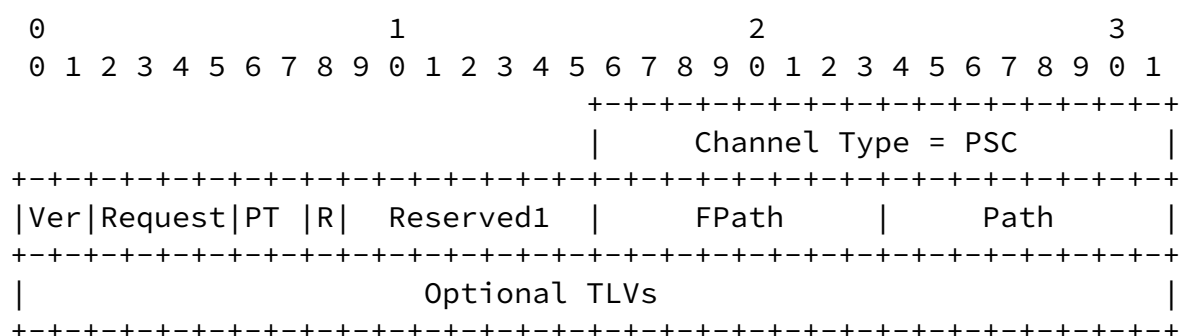 0                   1                   2                   3
 0 1 2 3 4 5 6 7 8 9 0 1 2 3 4 5 6 7 8 9 0 1 2 3 4 5 6 7 8 9 0 1
                                +-+-+-+-+-+-+-+-+-+-+-+-+-+-+-+-+
                                |     Channel Type = PSC        |
+-+-+-+-+-+-+-+-+-+-+-+-+-+-+-+-+-+-+-+-+-+-+-+-+-+-+-+-+-+-+-+-+
|Ver|Request|PT |R|  Reserved1  |     FPath     |     Path      |
+-+-+-+-+-+-+-+-+-+-+-+-+-+-+-+-+-+-+-+-+-+-+-+-+-+-+-+-+-+-+-+-+
|                      Optional TLVs                            |
+-+-+-+-+-+-+-+-+-+-+-+-+-+-+-+-+-+-+-+-+-+-+-+-+-+-+-+-+-+-+-+-+